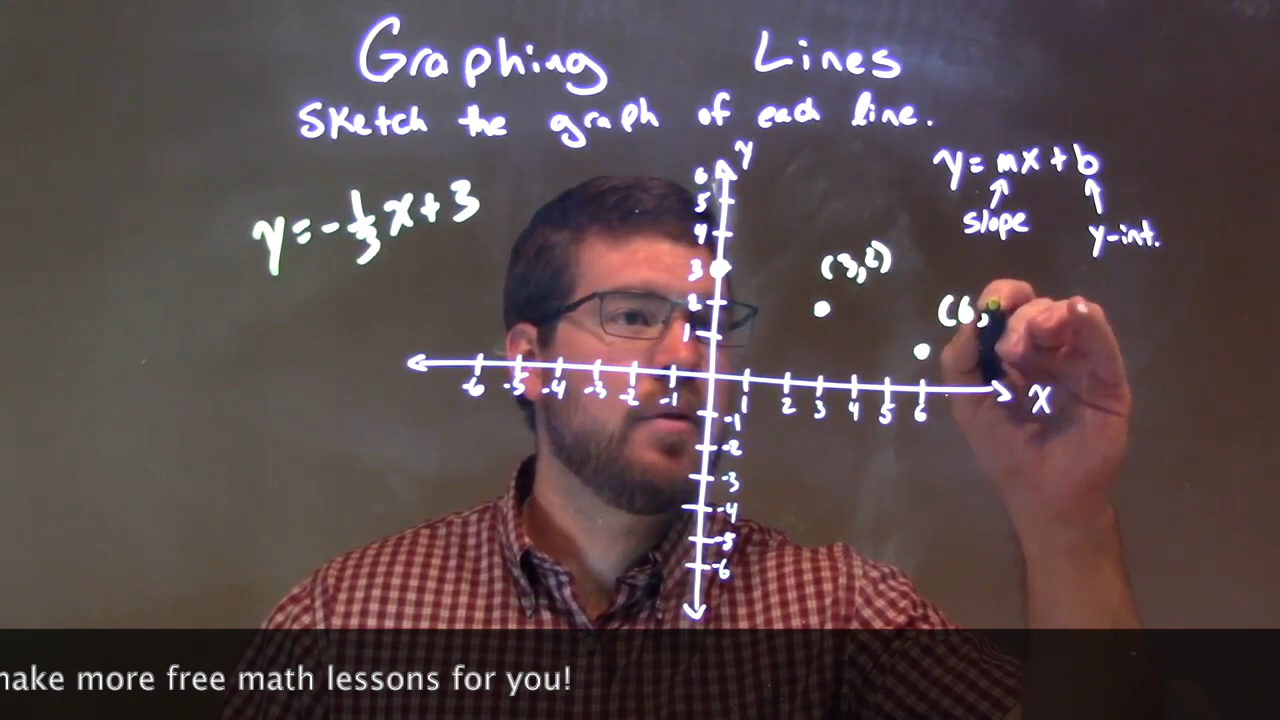 Graphing Lines
Sketch the graph of each line.
y = -1/3 x + 3
y = mx + b
slope
y-int.
y
6
5
4
3
2
1
(3,2)
(6,
-6 -5 -4 -3 -2 -1 1 2 3 4 5 6 x
-1
-2
-3
-4
-5
-6
make more free math lessons for you!